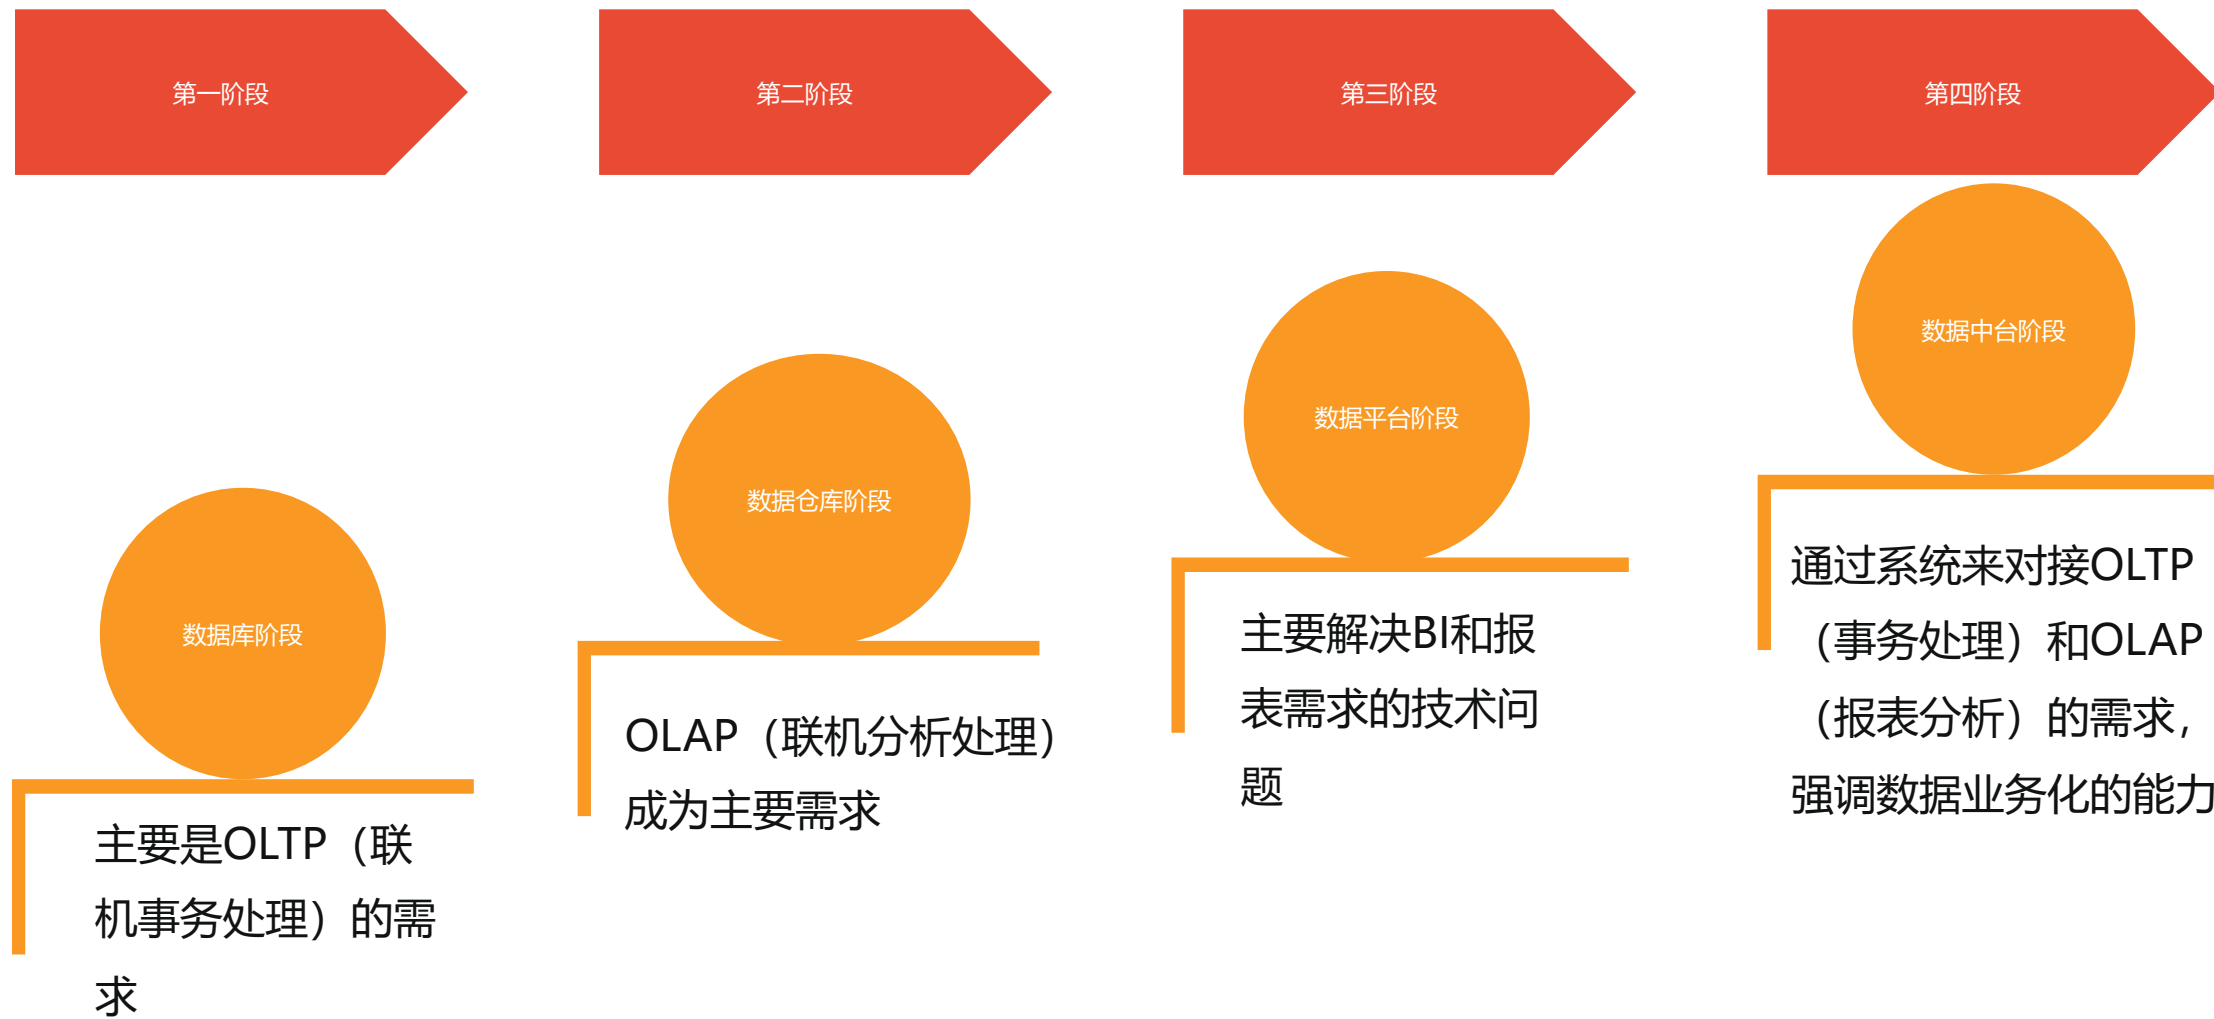 第一阶段
第二阶段
第三阶段
第四阶段
数据库阶段
主要是OLTP（联
机事务处理）的需
求
数据仓库阶段
OLAP（联机分析处理）
成为主要需求
数据平台阶段
主要解决BI和报
表需求的技术问
题
数据中台阶段
通过系统来对接OLTP
（事务处理）和OLAP
（报表分析）的需求，
强调数据业务化的能力